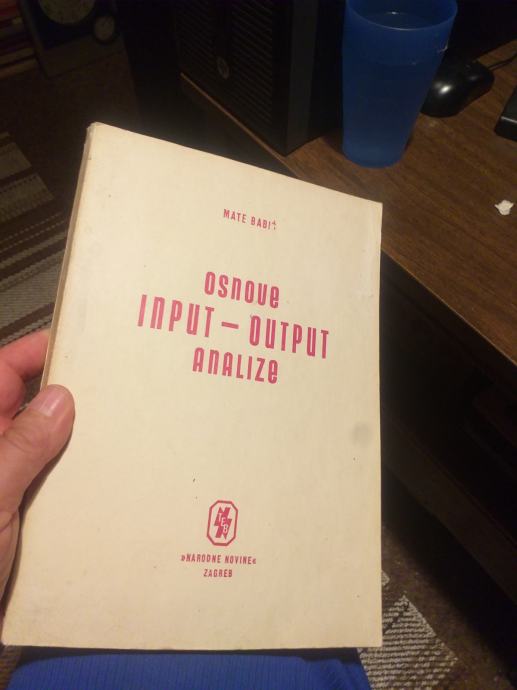 MATE BABIĆ
OSNOVE
INPUT – OUTPUT
ANALIZE
»NARODNE NOVINE«
ZAGREB